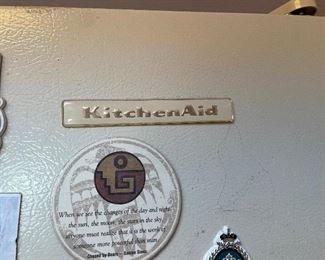 KitchenAid
When we see the changes of the day and night
the sun, the moon, the stars in the sky
anyone must realize that it is the work of
someone more powerful than man
Chased by Bears -